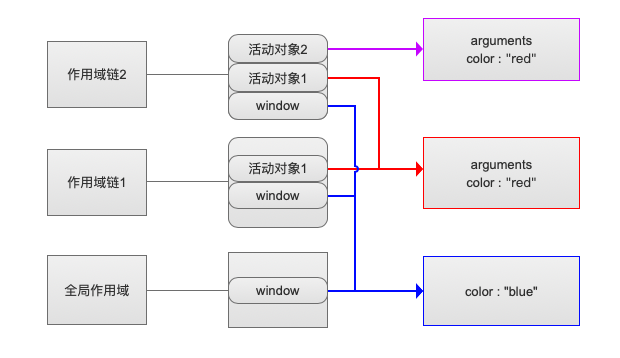 作用域链2
活动对象2
活动对象1
window
arguments
color : "red"
作用域链1
活动对象1
window
arguments
color : "red"
全局作用域
window
color : "blue"